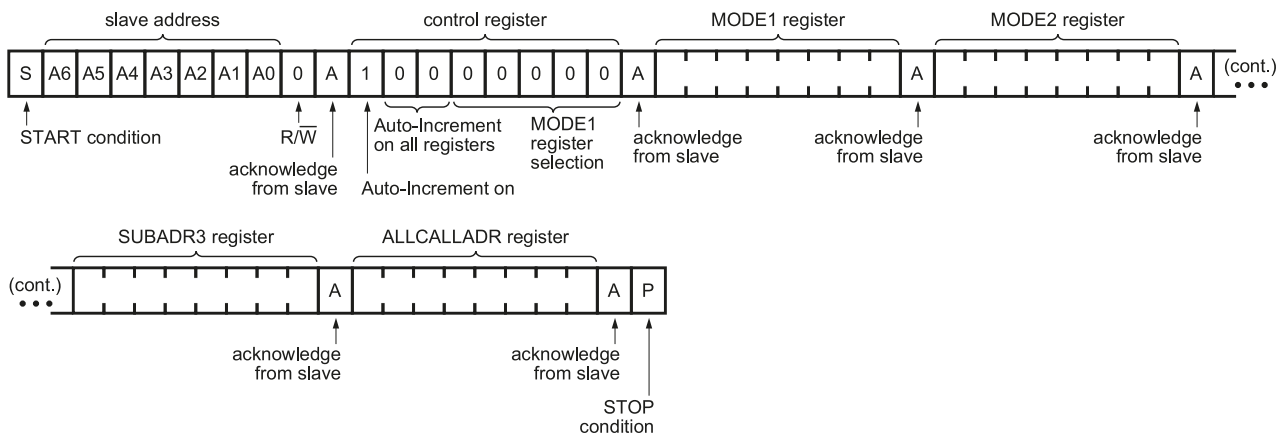 slave address control register MODE1 register MODE2 register
S A6 A5 A4 A3 A2 A1 A0 0 A 1 0 0 0 0 0 0 0 A A A (cont.)
START condition
R/W̅
acknowledge
from slave
Auto-Increment
on all registers
Auto-Increment on
MODE1
register
selection
acknowledge
from slave
acknowledge
from slave
acknowledge
from slave
SUBADR3 register ALLCALLADR register
(cont.) A A P
acknowledge
from slave
acknowledge
from slave
STOP
condition